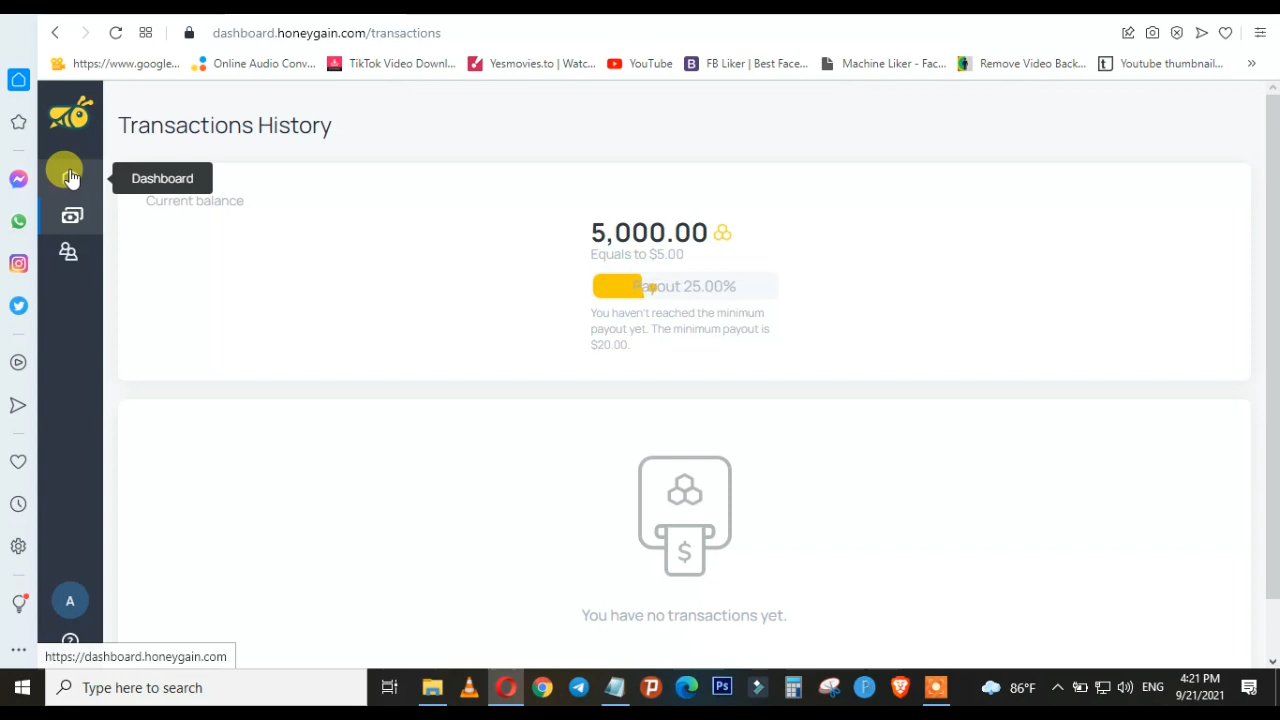 dashboard.honeygain.com/transactions
https://www.google...
Online Audio Conv...
TikTok Video Downl...
Yesmovies.to | Watc...
YouTube
B
FB Liker | Best Face...
Machine Liker - Fac...
Remove Video Back...
t
Youtube thumbnail...
»
Transactions History
Dashboard
Current balance
5,000.00
Equals to $5.00
Payout 25.00%
You haven't reached the minimum
payout yet. The minimum payout is
$20.00.
$
You have no transactions yet.
A
?
https://dashboard.honeygain.com
Type here to search
Ps
86°F
ENG
4:21 PM
9/21/2021